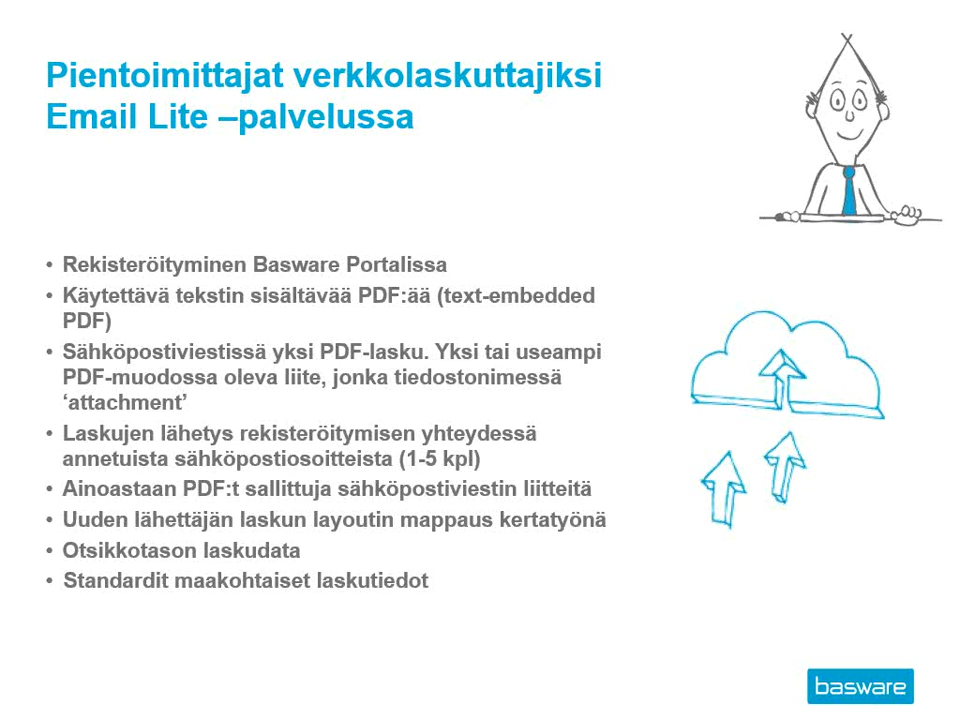 Pientoimittajat verkkolaskuttajiksi
Email Lite –palvelussa
• Rekisteröityminen Basware Portalissa
• Käytettävä tekstin sisältävää PDF:ää (text-embedded
PDF)
• Sähköpostiviestissä yksi PDF-lasku. Yksi tai useampi
PDF-muodossa oleva liite, jonka tiedostonimessä
‘attachment’
• Laskujen lähetys rekisteröitymisen yhteydessä
annetuista sähköpostiosoitteista (1-5 kpl)
• Ainoastaan PDF:t sallittuja sähköpostiviestin liitteitä
• Uuden lähettäjän laskun layoutin mappaus kertatyönä
• Otsikkotason laskudata
• Standardit maakohtaiset laskutiedot
basware